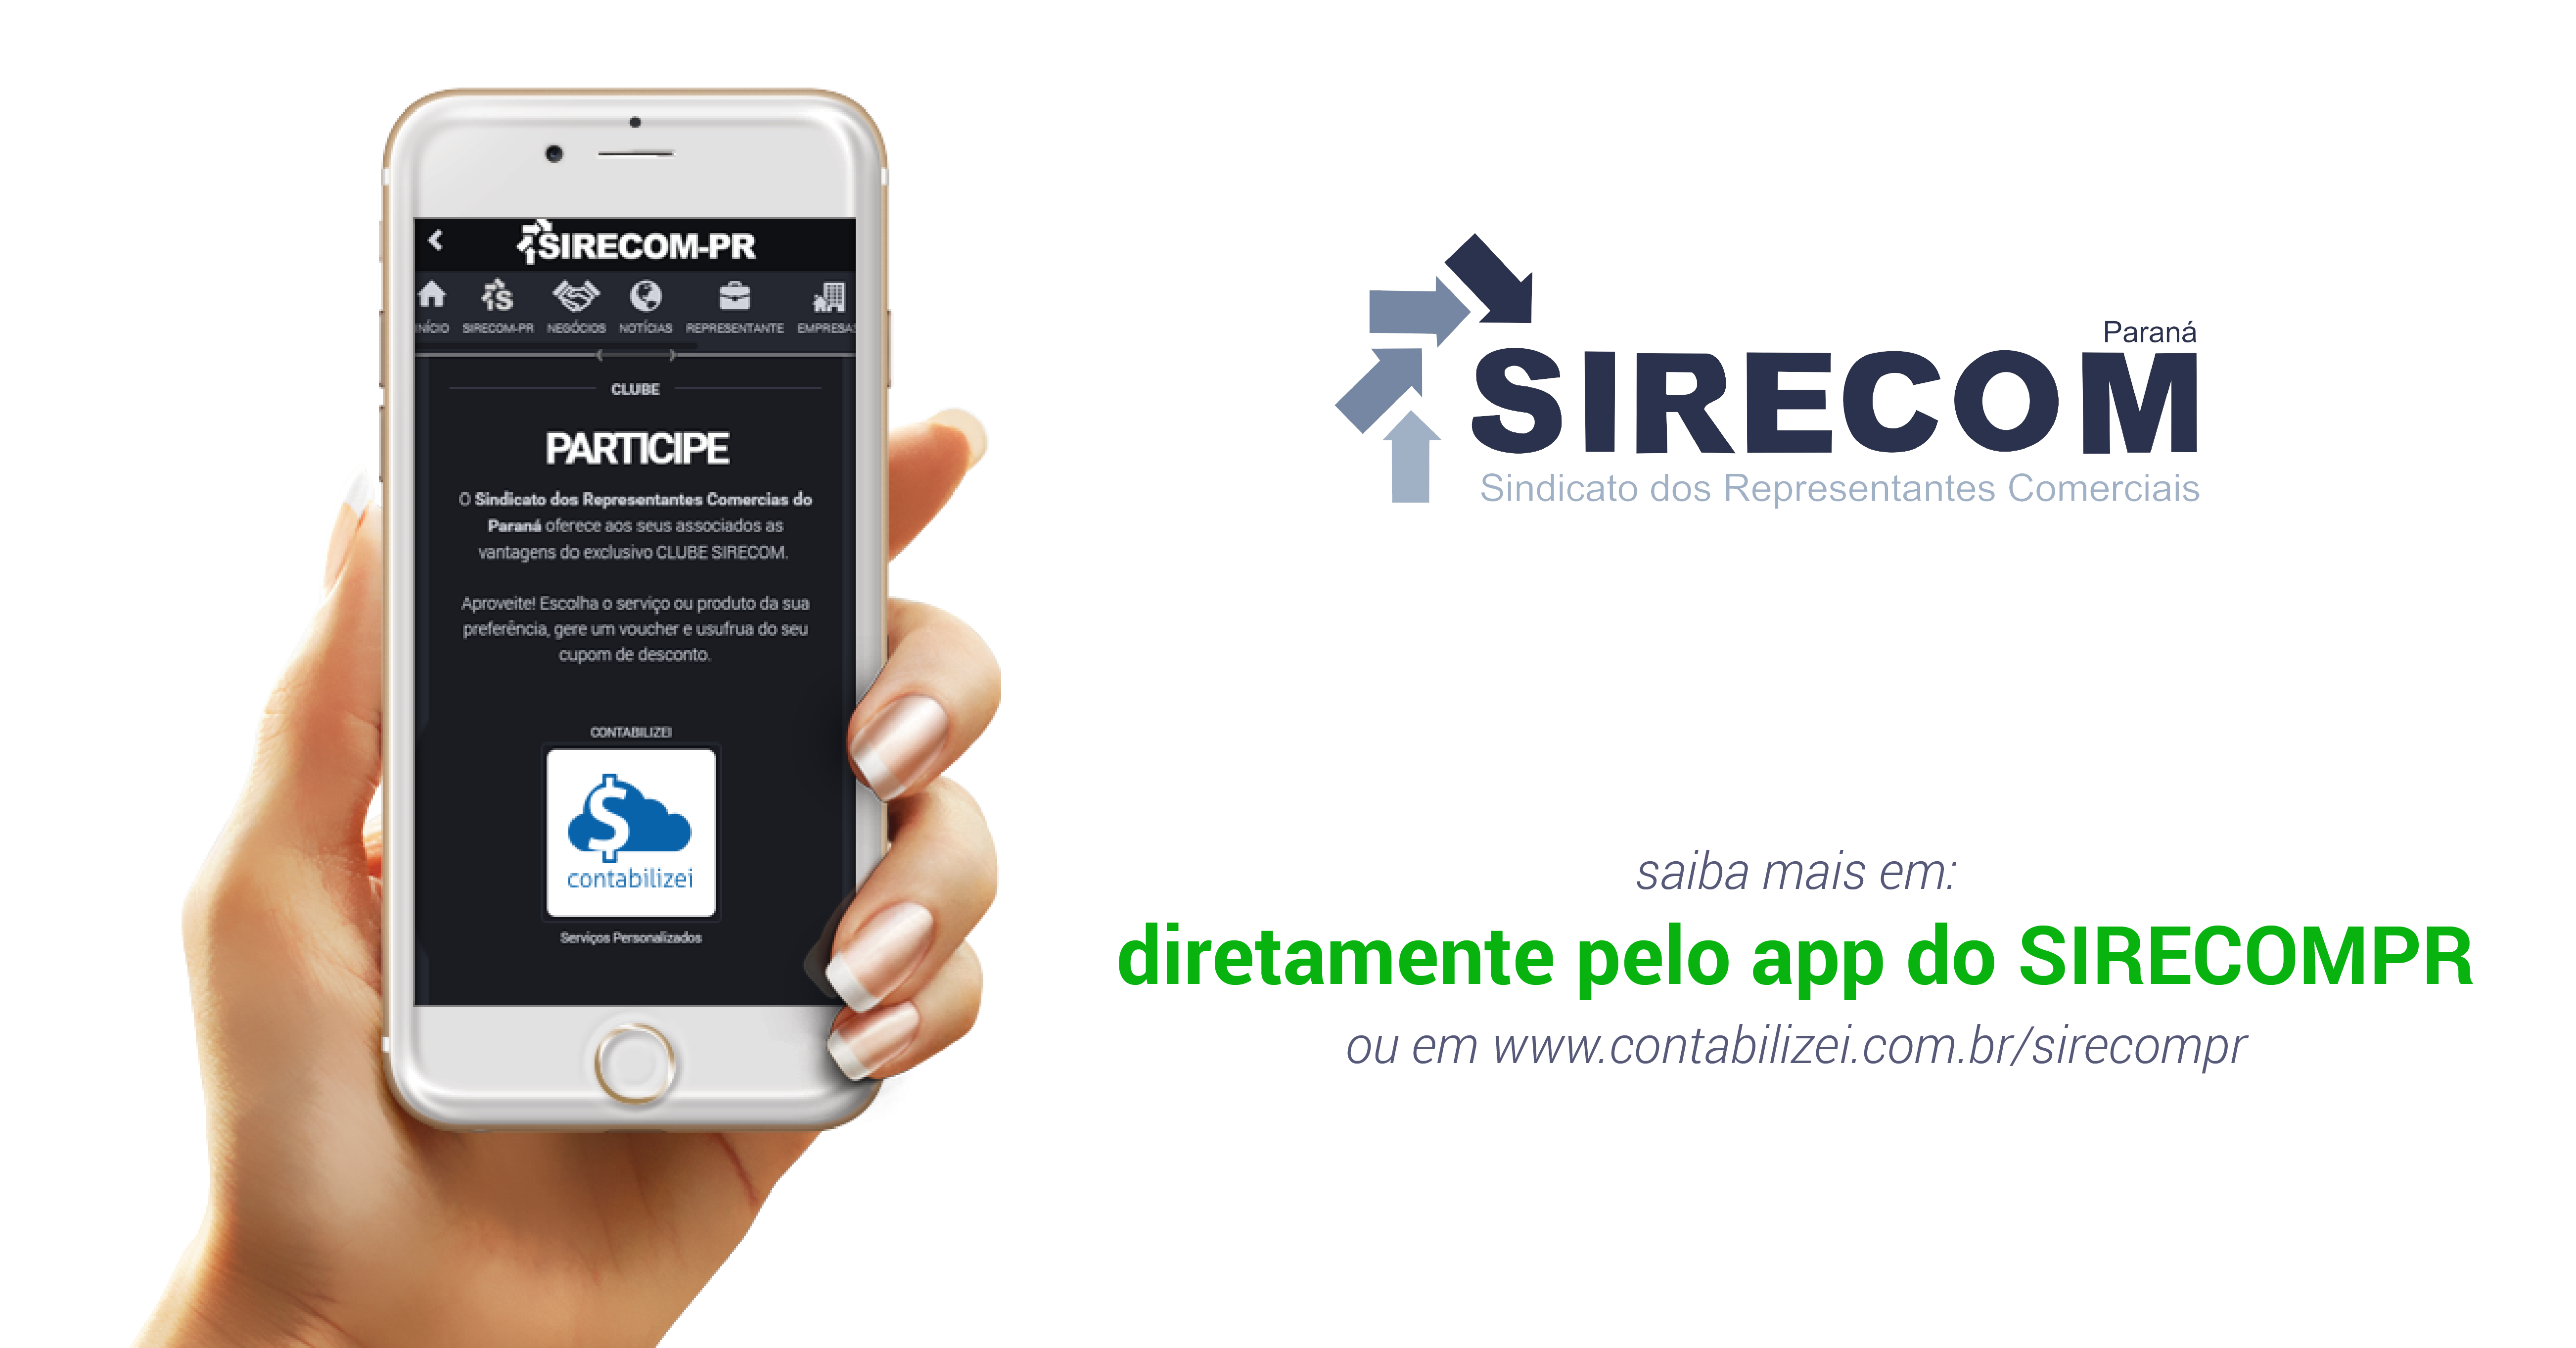 SIRECOM-PR
INÍCIO SIRECOM-PR NEGÓCIOS NOTÍCIAS REPRESENTANTE EMPRESAS
CLUBE
PARTICIPE
O Sindicato dos Representantes Comercias do
Paraná oferece aos seus associados as
vantagens do exclusivo CLUBE SIRECOM.
Aproveite! Escolha o serviço ou produto da sua
preferência, gere um voucher e usufrua do seu
cupom de desconto.
CONTABILIZEI
$
contabilizei
Serviços Personalizados
Paraná
SIRECOM
Sindicato dos Representantes Comerciais
saiba mais em:
diretamente pelo app do SIRECOMPR
ou em www.contabilizei.com.br/sirecompr